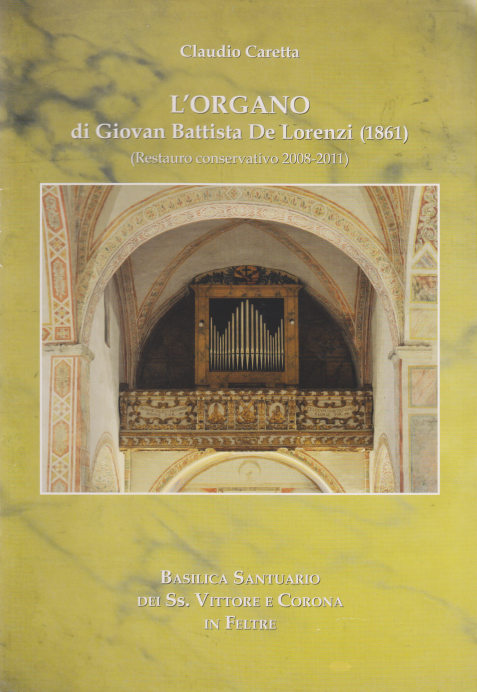 Claudio Caretta
L'ORGANO
di Giovan Battista De Lorenzi (1861)
(Restauro conservativo 2008-2011)
BASILICA SANTUARIO
DEI SS. VITTORE E CORONA
IN FELTRE